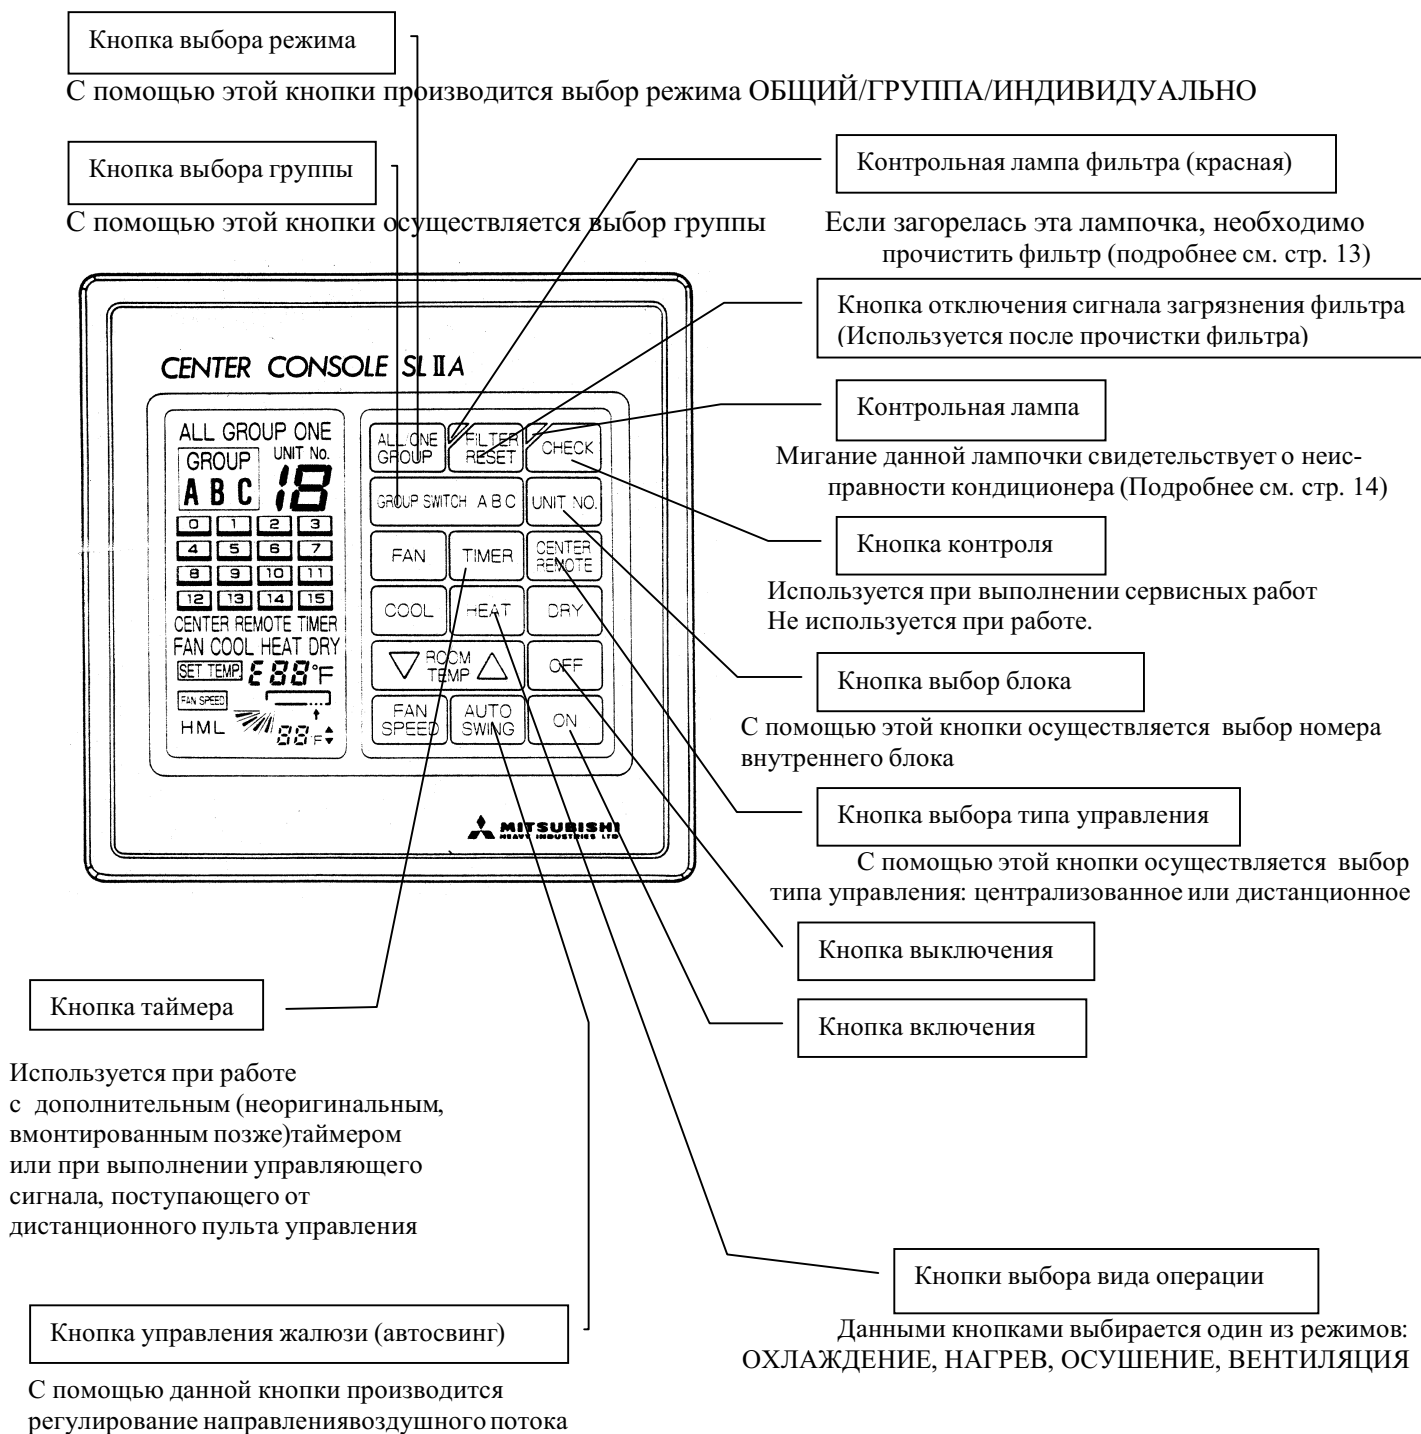 Кнопка выбора режима
С помощью этой кнопки производится выбор режима ОБЩИЙ/ГРУППА/ИНДИВИДУАЛЬНО
Кнопка выбора группы
С помощью этой кнопки осуществляется выбор группы
Контрольная лампа фильтра (красная)
Если загорелась эта лампочка, необходимо
прочистить фильтр (подробнее см. стр. 13)
Кнопка отключения сигнала загрязнения фильтра
(Используется после прочистки фильтра)
Контрольная лампа
Мигание данной лампочки свидетельствует о неис-
правности кондиционера (Подробнее см. стр. 14)
Кнопка контроля
Используется при выполнении сервисных работ
Не используется при работе.
Кнопка выбор блока
С помощью этой кнопки осуществляется выбор номера
внутреннего блока
Кнопка выбора типа управления
С помощью этой кнопки осуществляется выбор
типа управления: централизованное или дистанционное
Кнопка выключения
Кнопка включения
CENTER CONSOLE SLⅡA
ALL GROUP ONE
GROUP
UNIT No.
A B C
18
0 1 2 3
4 5 6 7
8 9 10 11
12 13 14 15
CENTER REMOTE TIMER
FAN COOL HEAT DRY
SET TEMP. E88°F
FAN SPEED
HML
88°F
ALL/ONE
GROUP
FILTER
RESET
CHECK
GROUP SWITCH A B C
UNIT NO.
FAN
TIMER
CENTER
REMOTE
COOL
HEAT
DRY
ROOM
TEMP
OFF
FAN
SPEED
AUTO
SWING
ON
MITSUBISHI
HEAVY INDUSTRIES LTD
Кнопка таймера
Используется при работе
с дополнительным (неоригинальным,
вмонтированным позже)таймером
или при выполнении управляющего
сигнала, поступающего от
дистанционного пульта управления
Кнопки выбора вида операции
Данными кнопками выбирается один из режимов:
ОХЛАЖДЕНИЕ, НАГРЕВ, ОСУШЕНИЕ, ВЕНТИЛЯЦИЯ
Кнопка управления жалюзи (автосвинг)
С помощью данной кнопки производится
регулирование направлениявоздушного потока